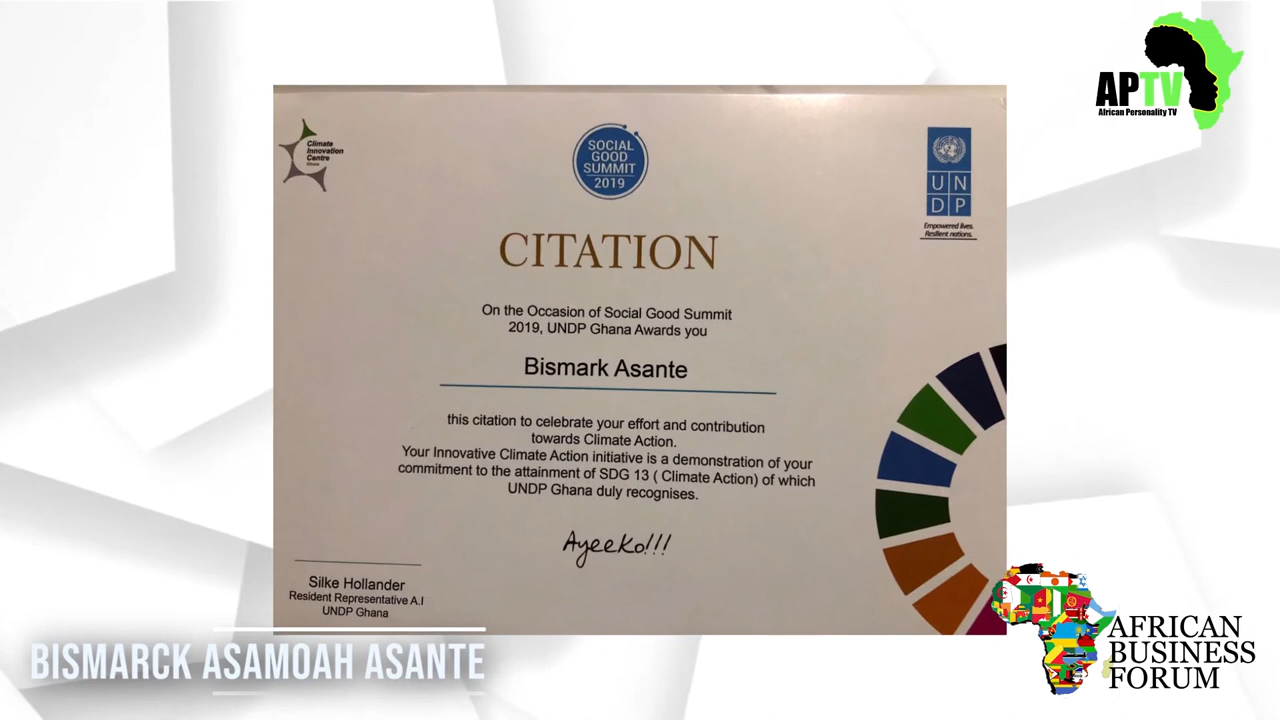 APTV
African Personality TV
Climate
Innovation
Centre
Ghana
SOCIAL
GOOD
SUMMIT
2019
UN
DP
Empowered lives.
Resilient nations.
CITATION
On the Occasion of Social Good Summit
2019, UNDP Ghana Awards you
Bismark Asante
this citation to celebrate your effort and contribution
towards Climate Action.
Your Innovative Climate Action initiative is a demonstration of your
commitment to the attainment of SDG 13 ( Climate Action) of which
UNDP Ghana duly recognises.
Ayeeko!!!
Silke Hollander
Resident Representative A.I
UNDP Ghana
BISMARCK ASAMOAH ASANTE
AFRICAN
BUSINESS
FORUM